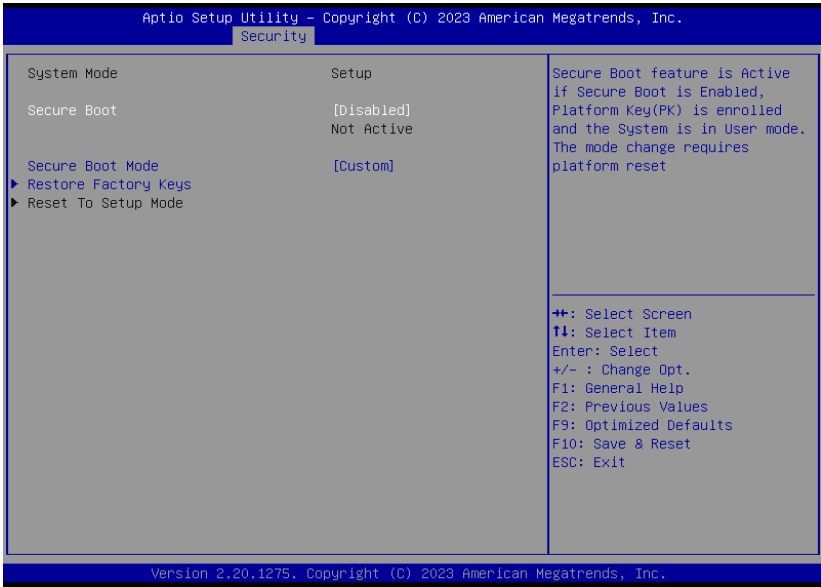 Aptio Setup Utility – Copyright (C) 2023 American Megatrends, Inc.
Security
System Mode Setup
Secure Boot [Disabled]
Not Active
Secure Boot Mode [Custom]
▶ Restore Factory Keys
▶ Reset To Setup Mode
Secure Boot feature is Active
if Secure Boot is Enabled,
Platform Key(PK) is enrolled
and the System is in User mode.
The mode change requires
platform reset
→←: Select Screen
↑↓: Select Item
Enter: Select
+/- : Change Opt.
F1: General Help
F2: Previous Values
F9: Optimized Defaults
F10: Save & Reset
ESC: Exit
Version 2.20.1275. Copyright (C) 2023 American Megatrends, Inc.